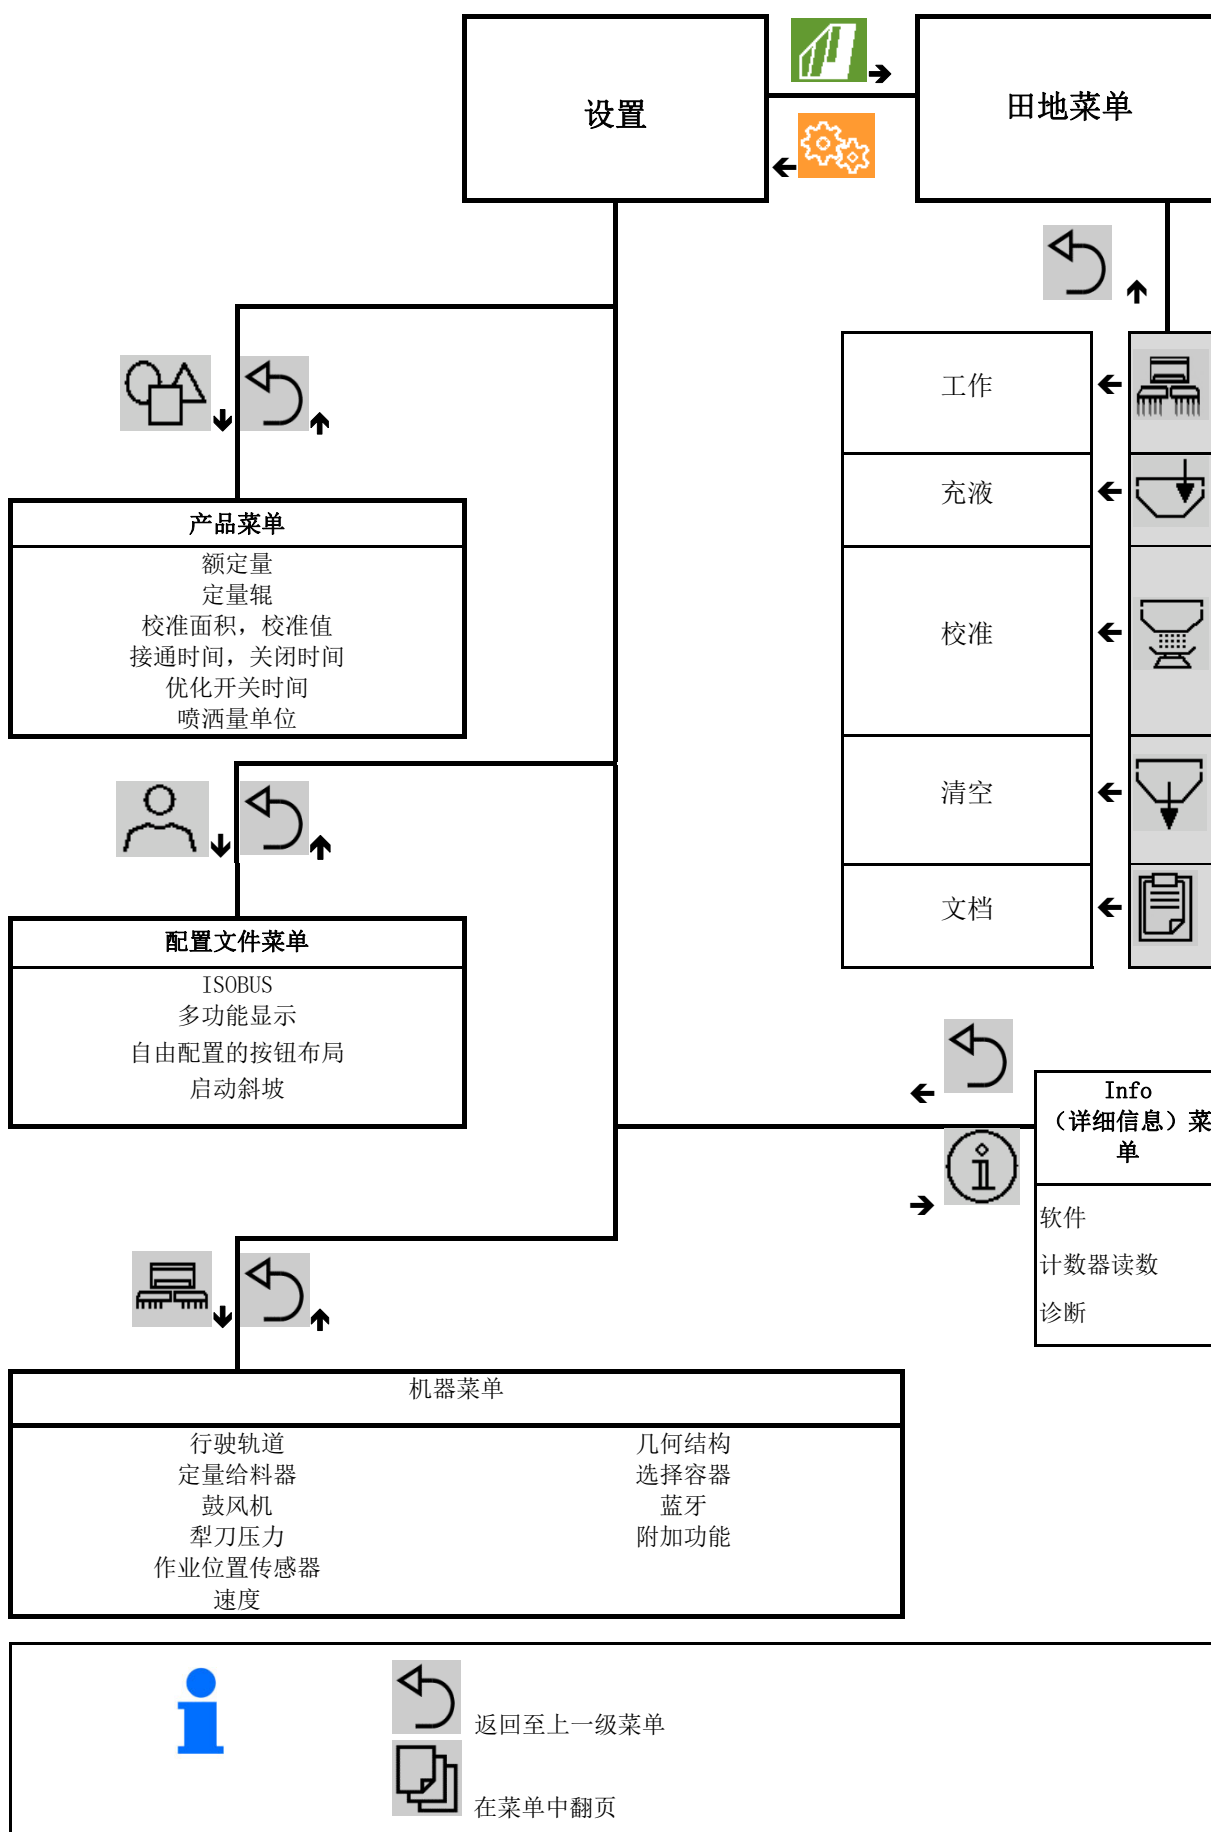 设置
田地菜单
工作
充液
校准
清空
文档
产品菜单
额定量
定量辊
校准面积，校准值
接通时间，关闭时间
优化开关时间
喷洒量单位
配置文件菜单
ISOBUS
多功能显示
自由配置的按钮布局
启动斜坡
Info
（详细信息）菜
单
软件
计数器读数
诊断
机器菜单
行驶轨道
定量给料器
鼓风机
犁刀压力
作业位置传感器
速度
几何结构
选择容器
蓝牙
附加功能
返回至上一级菜单
在菜单中翻页